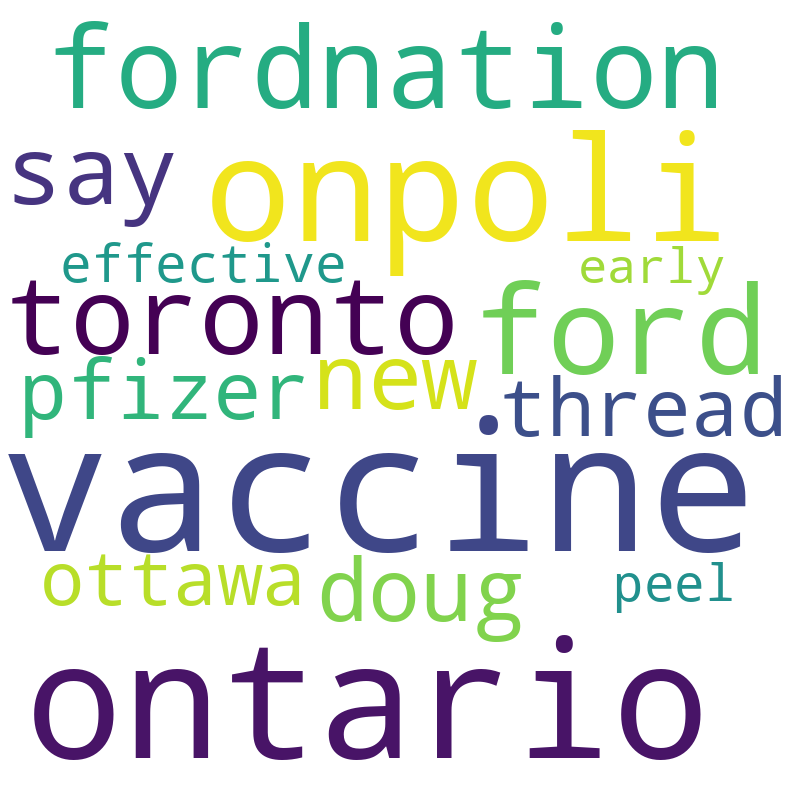 fordnation
say onpoli
effective early
toronto ford
pfizer new thread
vaccine
ottawa doug peel
ontario